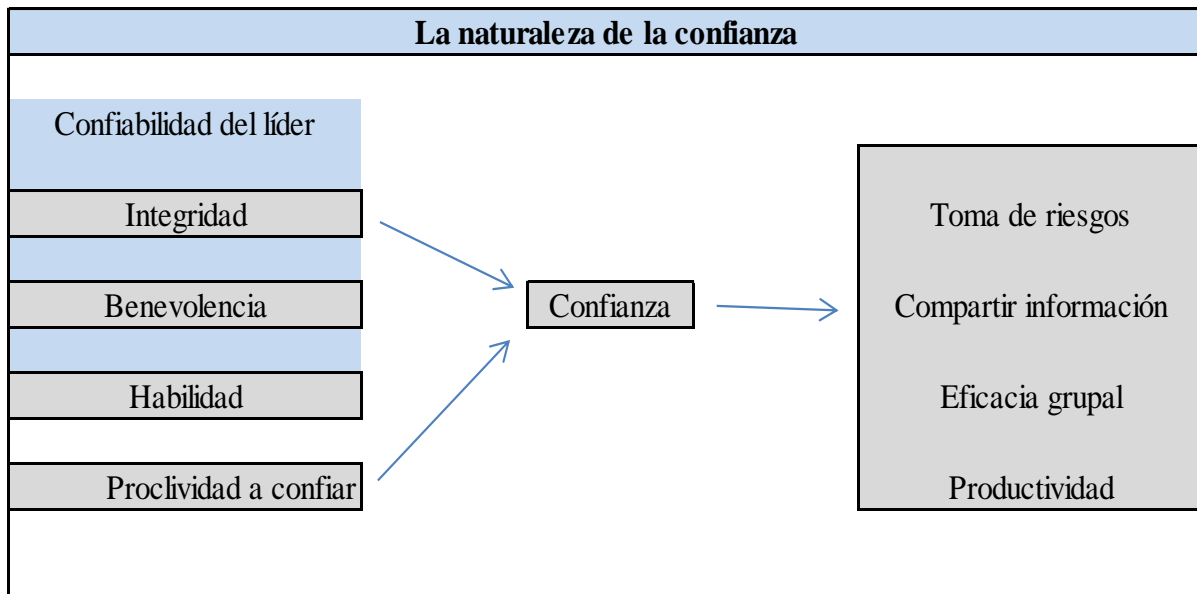 La naturaleza de la confianza
Confiabilidad del líder
Integridad
Benevolencia
Habilidad
Proclividad a confiar
Confianza
Toma de riesgos
Compartir información
Eficacia grupal
Productividad